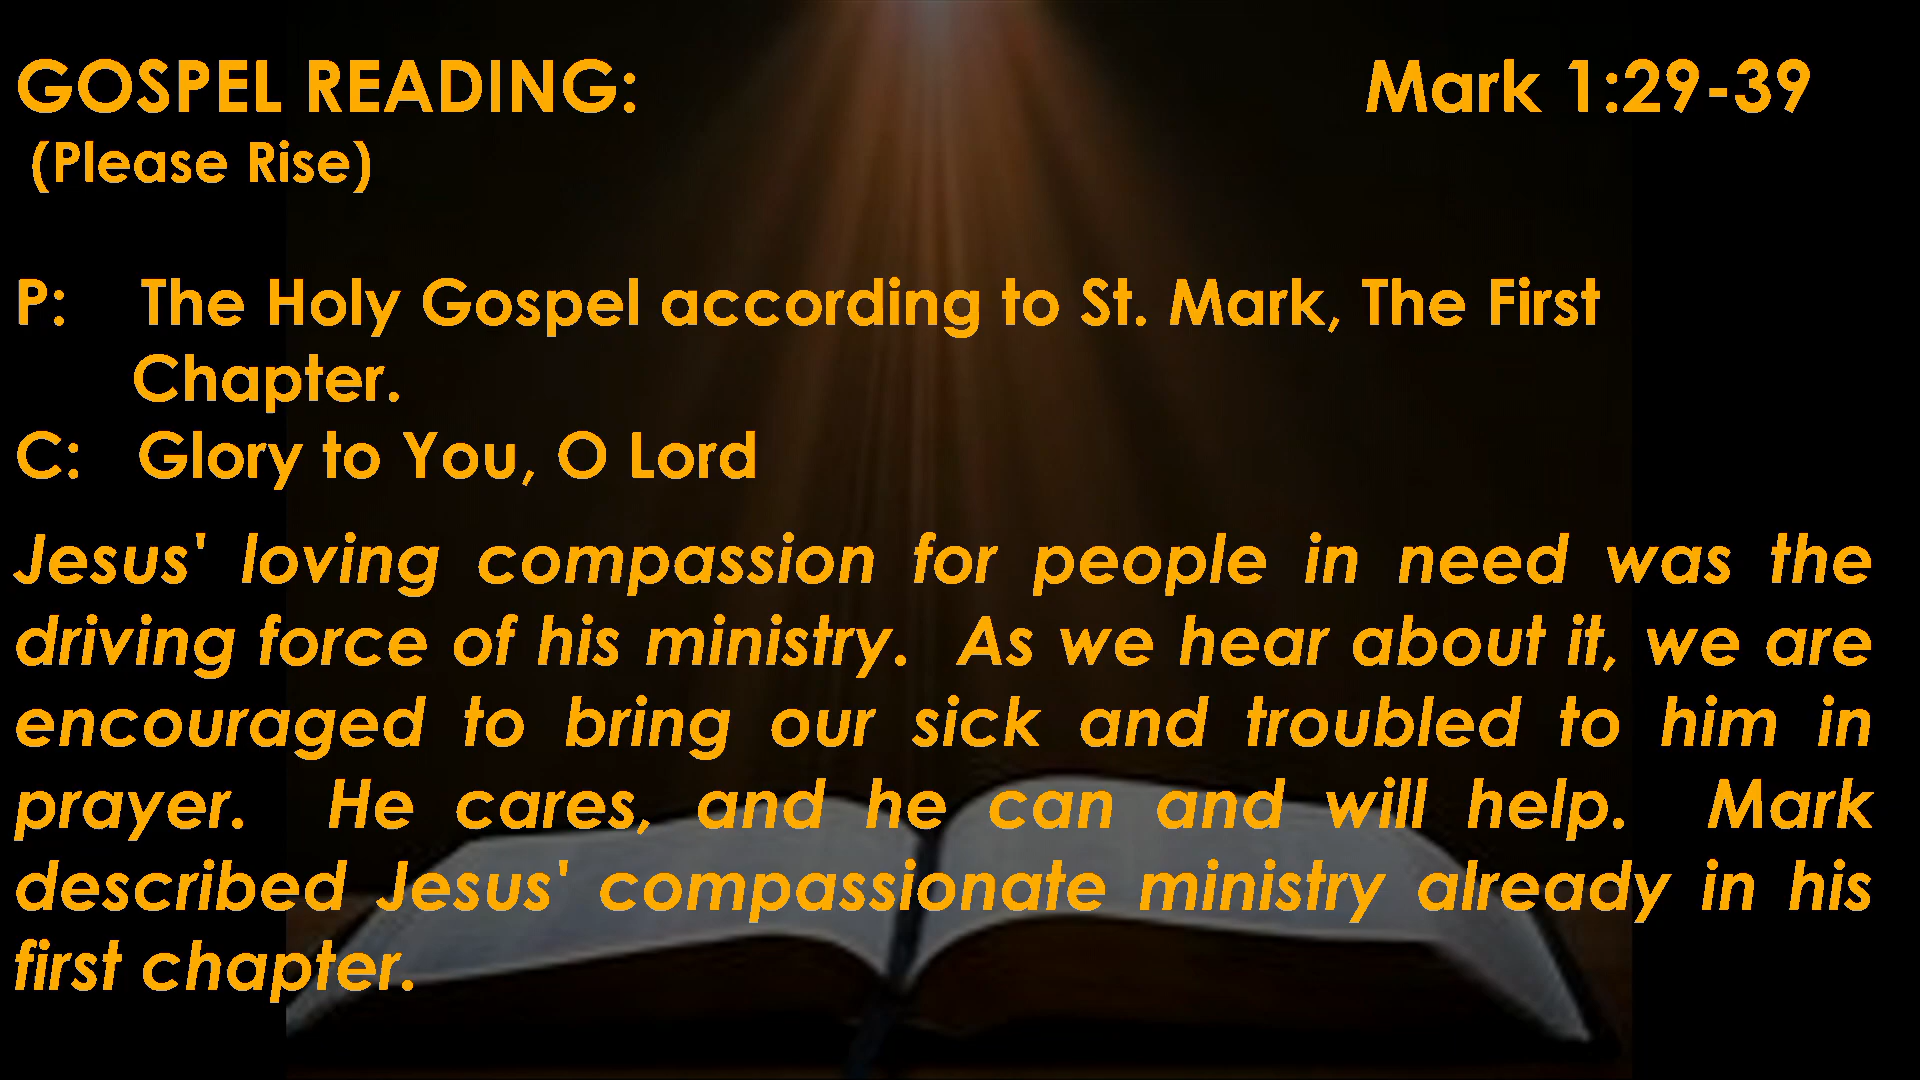 GOSPEL READING: Mark 1:29-39
(Please Rise)
P: The Holy Gospel according to St. Mark, The First
Chapter.
C: Glory to You, O Lord
Jesus' loving compassion for people in need was the
driving force of his ministry. As we hear about it, we are
encouraged to bring our sick and troubled to him in
prayer. He cares, and he can and will help. Mark
described Jesus' compassionate ministry already in his
first chapter.